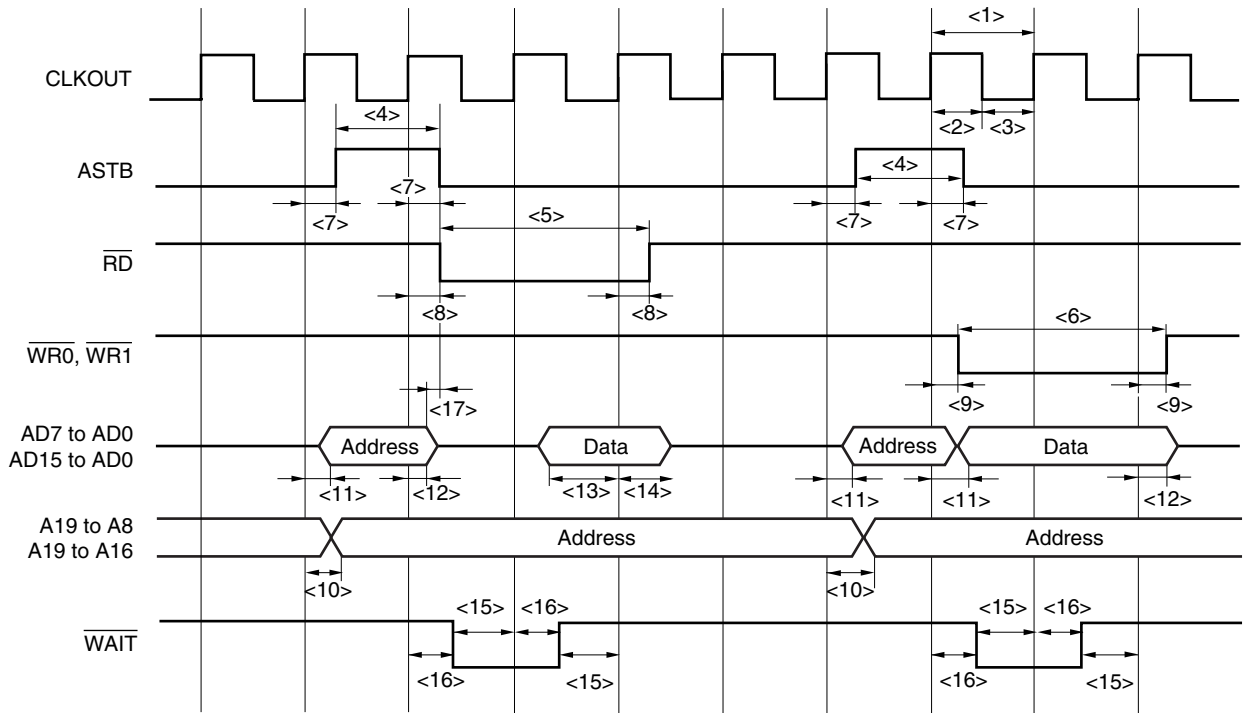 <1>
CLKOUT
<4>
<2> <3>
ASTB
<4>
<7>
<7>
<5>
<7>
<7>
RD
<8>
<8>
<6>
WR0, WR1
<17>
<9>
<9>
AD7 to AD0
AD15 to AD0
Address
Data
Address
Data
<11>
<12>
<13>
<14>
<11>
<11>
<12>
A19 to A8
A19 to A16
Address
Address
<10>
<10>
<15>
<16>
<15>
<16>
WAIT
<16>
<15>
<16>
<15>